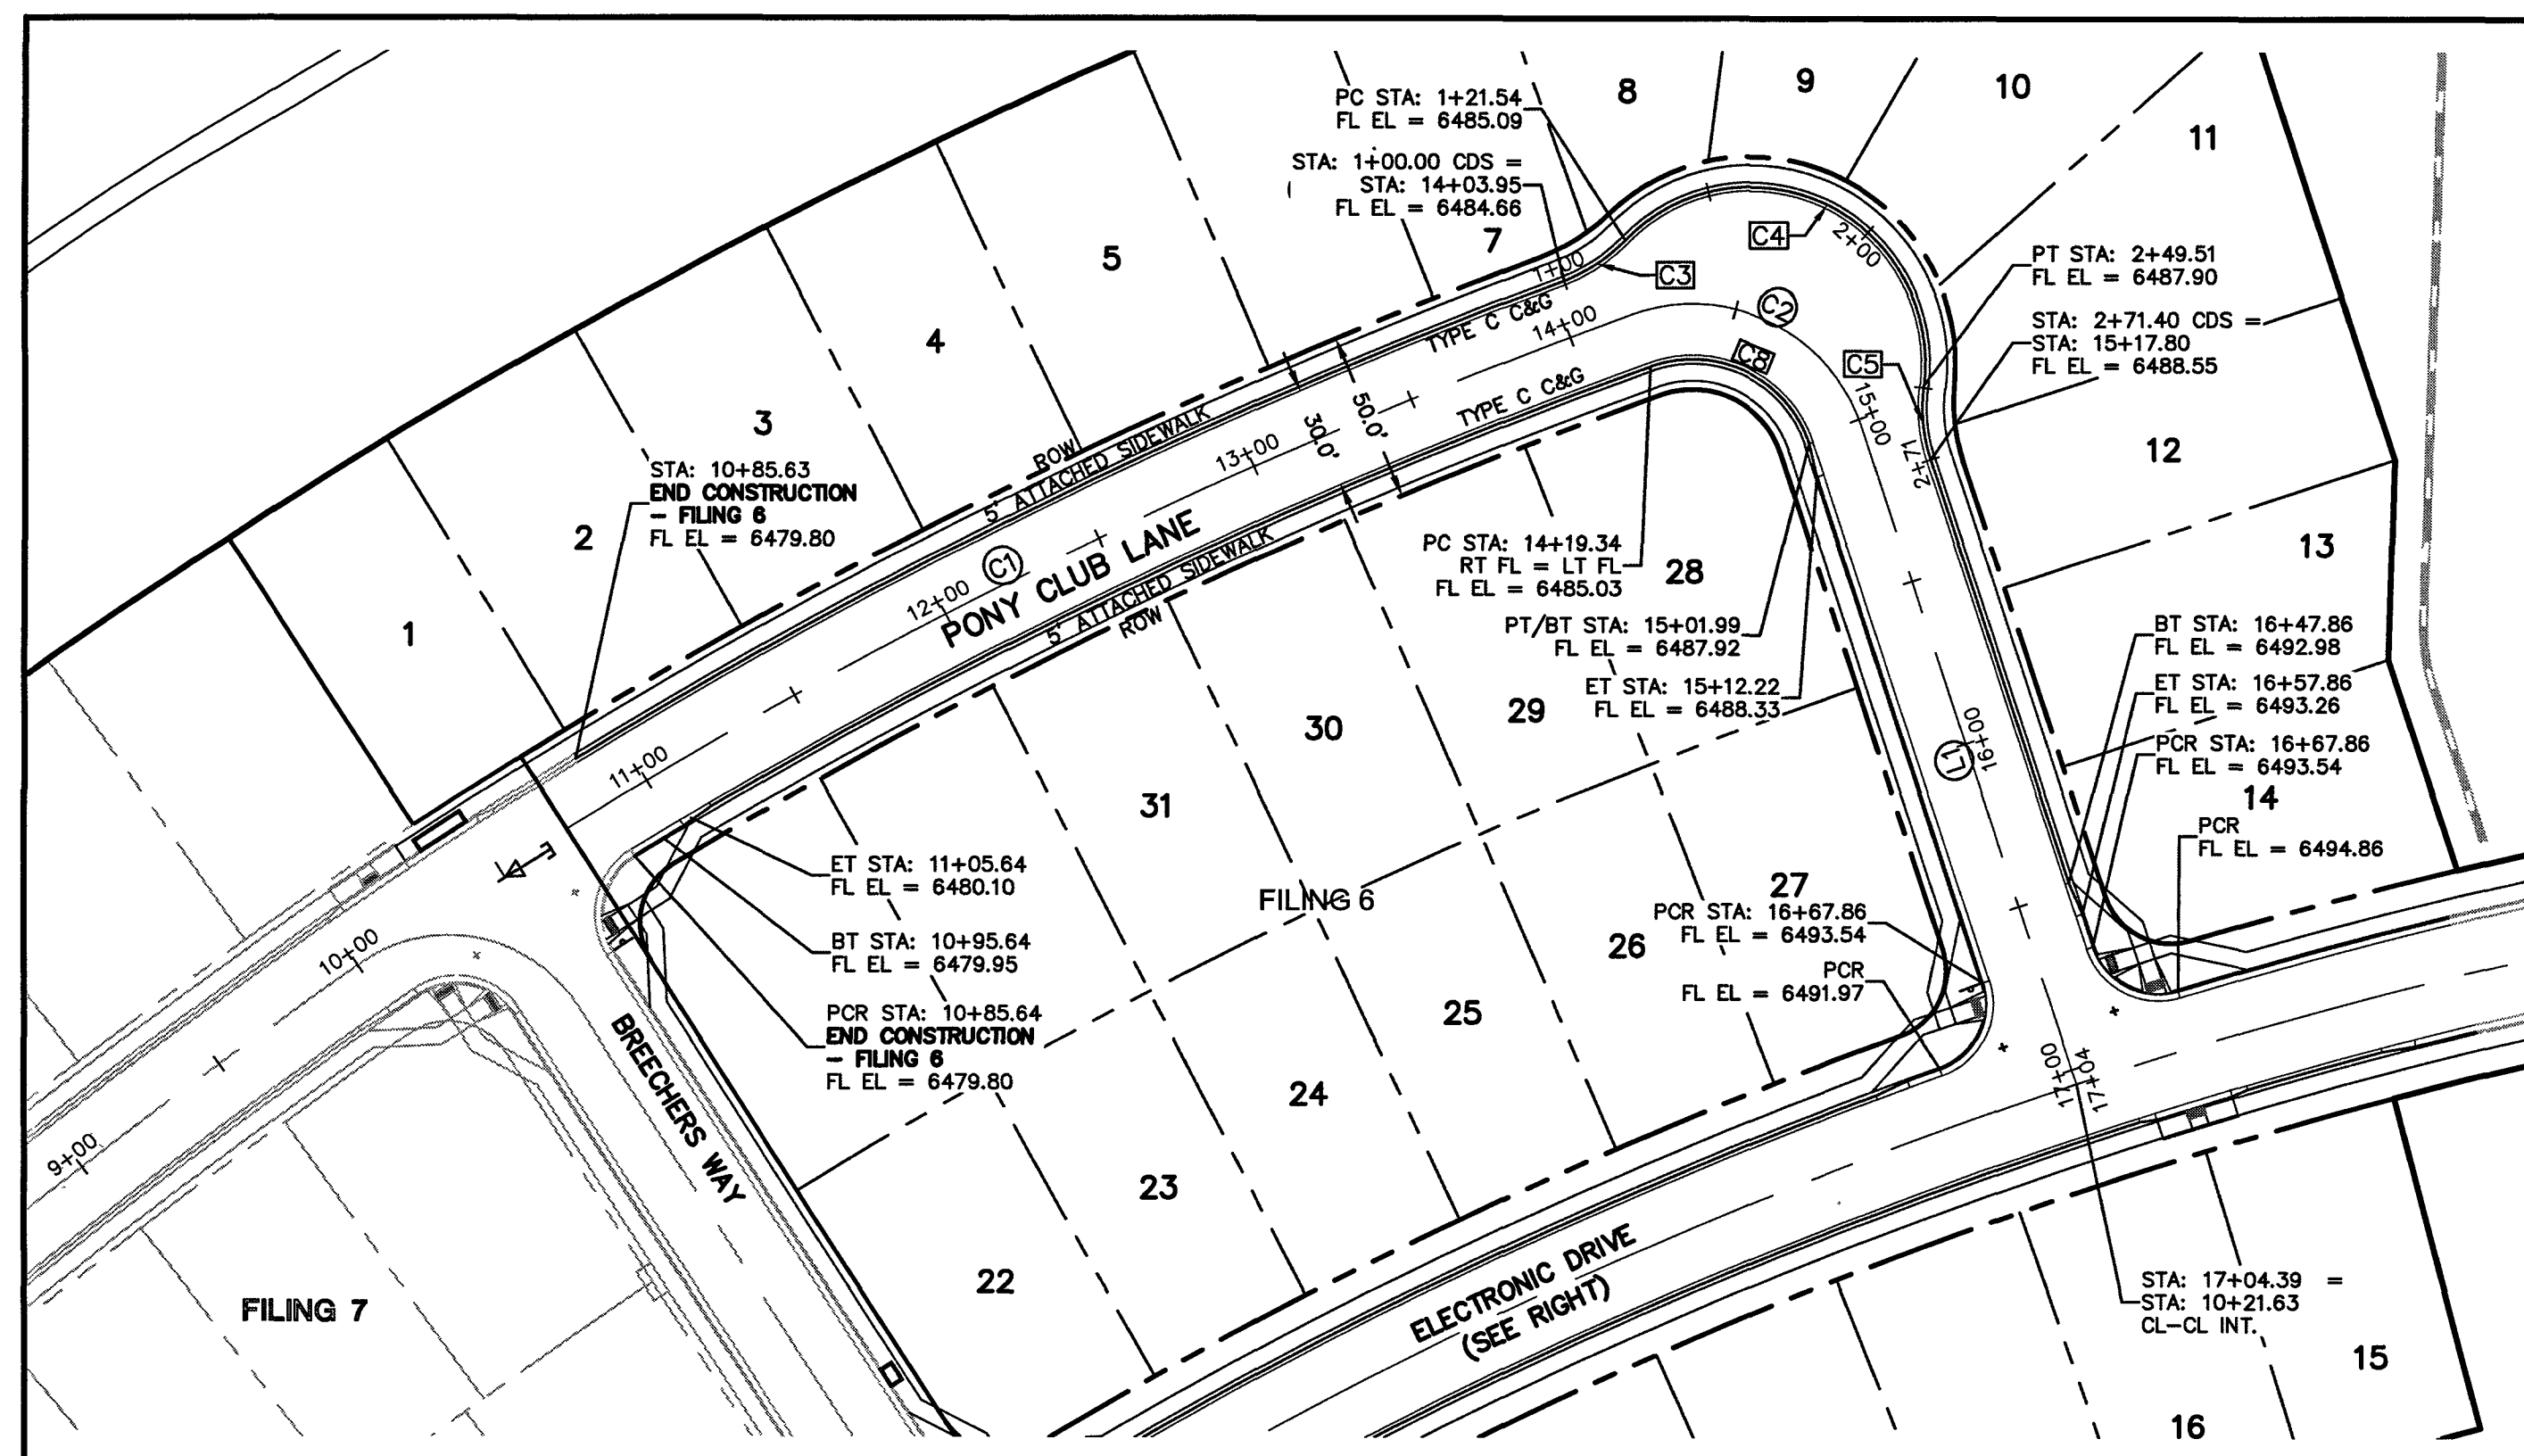 8
9
10
11
PC STA: 1+21.54
FL EL = 6485.09
STA: 1+00.00 CDS =
STA: 14+03.95
FL EL = 6484.66
7
5
4
3
2
1
C4
2+00
PT STA: 2+49.51
FL EL = 6487.90
STA: 2+71.40 CDS =
STA: 15+17.80
FL EL = 6488.55
1+00
C3
C2
TYPE C C&G
14+00
C8
C5
15+00
2+71
12
13
STA: 10+85.63
END CONSTRUCTION
- FILING 6
FL EL = 6479.80
ROW
5' ATTACHED SIDEWALK
13+00
30.0'
50.0'
TYPE C C&G
12+00
C1
PONY CLUB LANE
5' ATTACHED SIDEWALK
ROW
11+00
PC STA: 14+19.34
RT FL = LT FL
FL EL = 6485.03
28
PT/BT STA: 15+01.99
FL EL = 6487.92
ET STA: 15+12.22
FL EL = 6488.33
BT STA: 16+47.86
FL EL = 6492.98
ET STA: 16+57.86
FL EL = 6493.26
PCR STA: 16+67.86
FL EL = 6493.54
14
PCR
FL EL = 6494.86
L1
16+00
29
30
31
ET STA: 11+05.64
FL EL = 6480.10
BT STA: 10+95.64
FL EL = 6479.95
PCR STA: 10+85.64
END CONSTRUCTION
- FILING 6
FL EL = 6479.80
FILING 6
27
PCR STA: 16+67.86
FL EL = 6493.54
26
PCR
FL EL = 6491.97
25
24
23
22
10+00
9+00
BREECHERS WAY
FILING 7
17+00
17+04
ELECTRONIC DRIVE
(SEE RIGHT)
STA: 17+04.39 =
STA: 10+21.63
CL-CL INT.
15
16